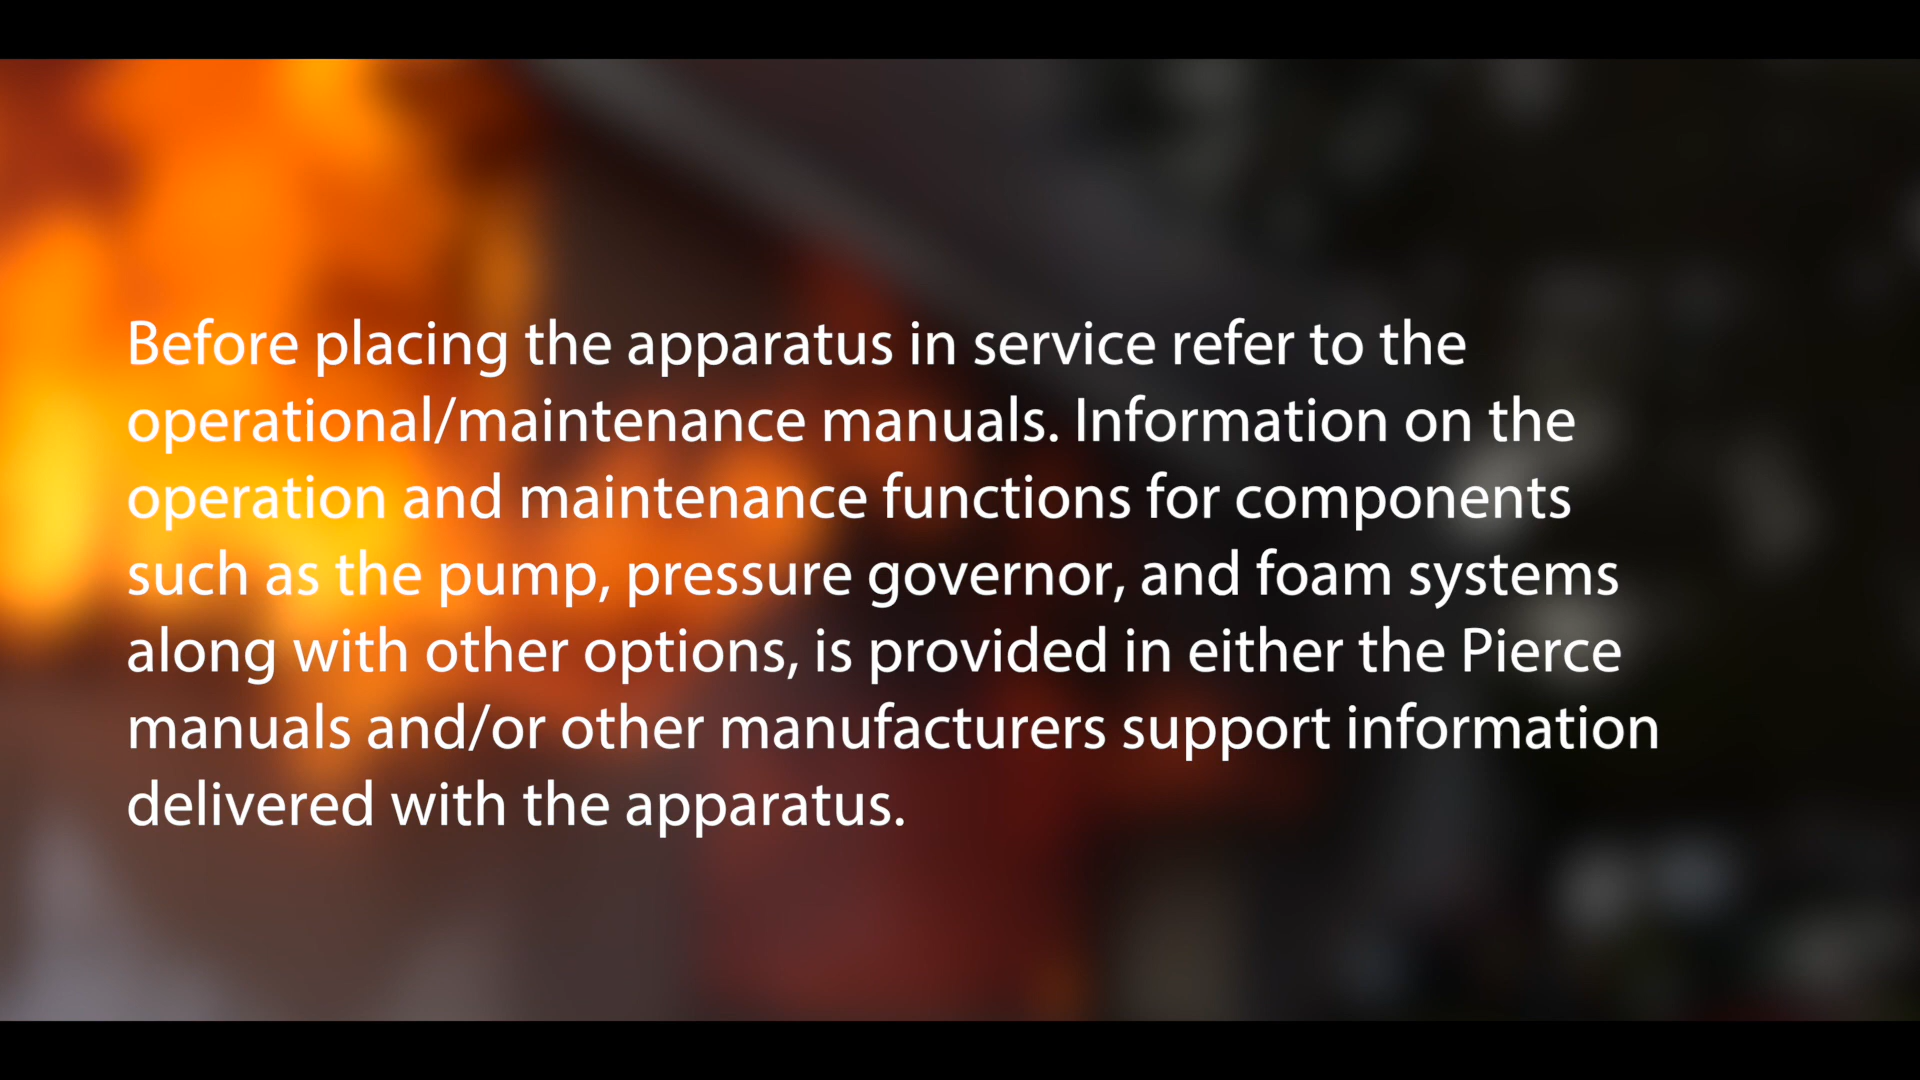 Before placing the apparatus in service refer to the
operational/maintenance manuals. Information on the
operation and maintenance functions for components
such as the pump, pressure governor, and foam systems
along with other options, is provided in either the Pierce
manuals and/or other manufacturers support information
delivered with the apparatus.